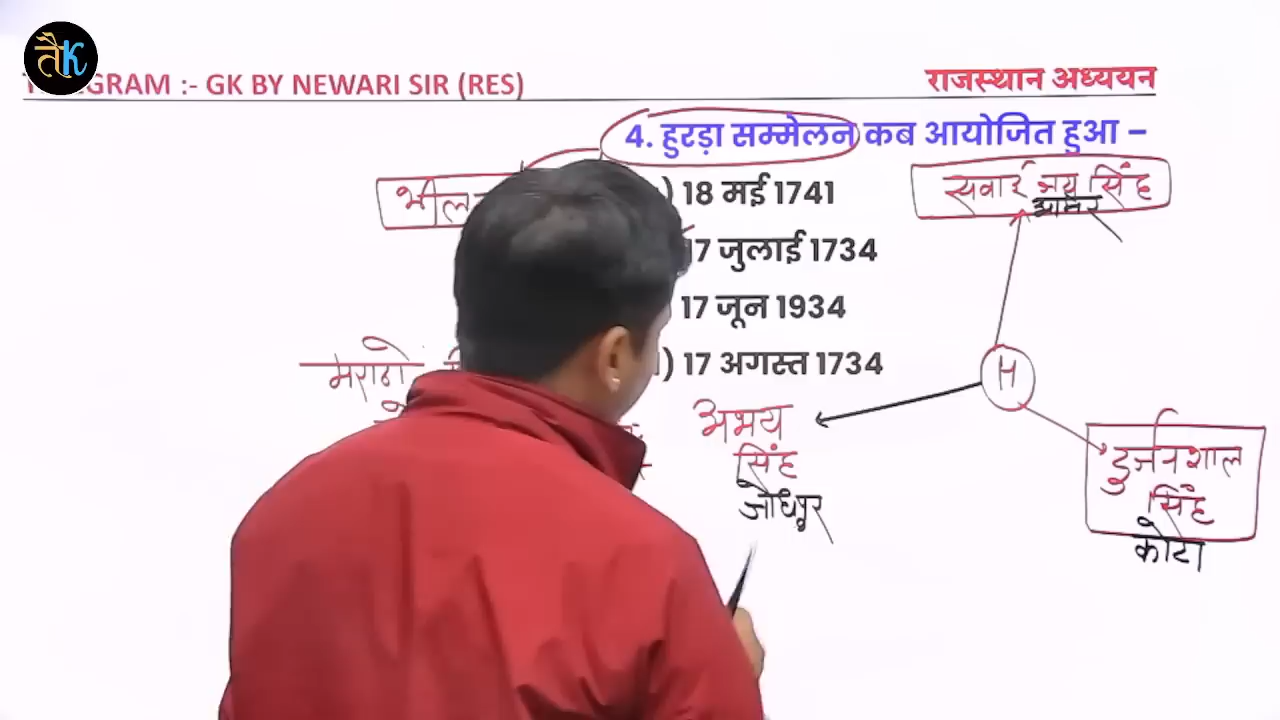 तैK
GRAM :- GK BY NEWARI SIR (RES)
राजस्थान अध्ययन
4. हुरड़ा सम्मेलन कब आयोजित हुआ –
) 18 मई 1741
17 जुलाई 1734
17 जून 1934
) 17 अगस्त 1734
भील
सवाई जय सिंह
आमेर
मराठो
H
अभय
सिंह
जोधपुर
दुर्जनशाल
सिंह
कोटा